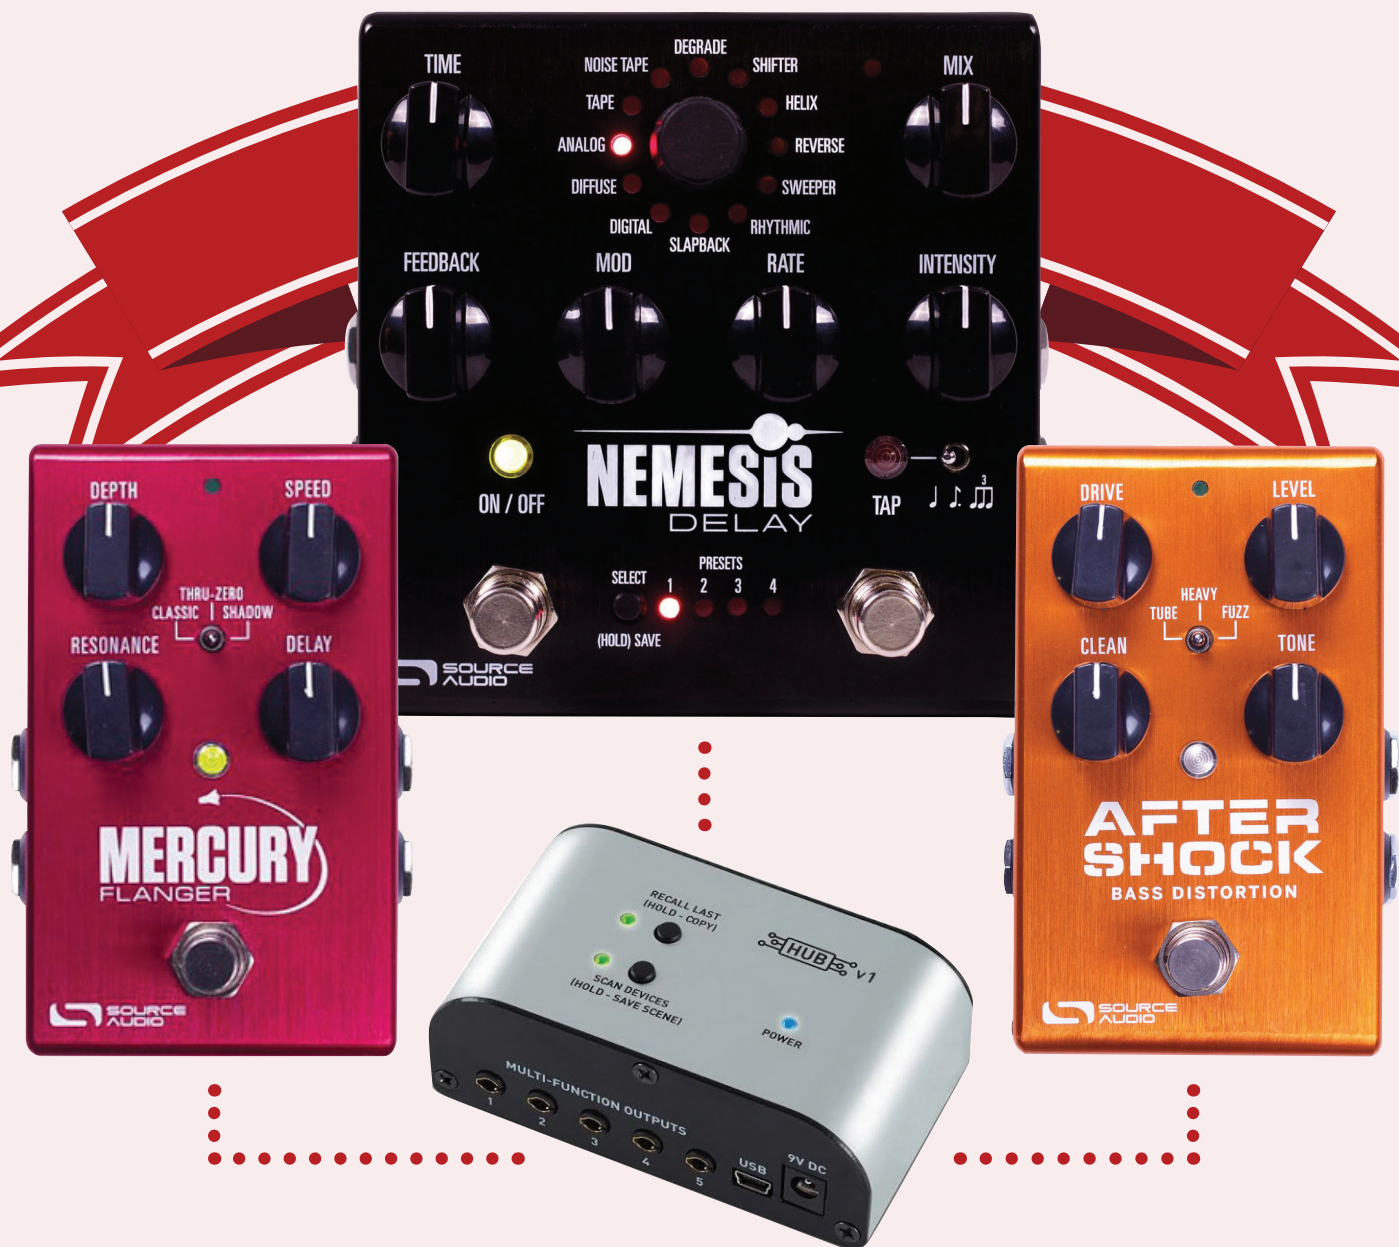 TIME
DEGRADE
NOISE TAPE
SHIFTER
MIX
TAPE
HELIX
ANALOG
REVERSE
DIFFUSE
SWEEPER
DIGITAL
RHYTHMIC
SLAPBACK
FEEDBACK
MOD
RATE
INTENSITY
ON / OFF
NEMESIS
DELAY
TAP
3
PRESETS
SELECT
1 2 3 4
(HOLD) SAVE
SOURCE
AUDIO
DEPTH
SPEED
THRU-ZERO
CLASSIC
SHADOW
RESONANCE
DELAY
MERCURY
FLANGER
SOURCE
AUDIO
DRIVE
LEVEL
HEAVY
TUBE
FUZZ
CLEAN
TONE
AFTER
SHOCK
BASS DISTORTION
SOURCE
AUDIO
RECALL LAST
(HOLD - COPY)
HUB v1
SCAN DEVICES
(HOLD - SAVE SCENE)
POWER
MULTI-FUNCTION OUTPUTS
1 2 3 4 5
USB
9V DC